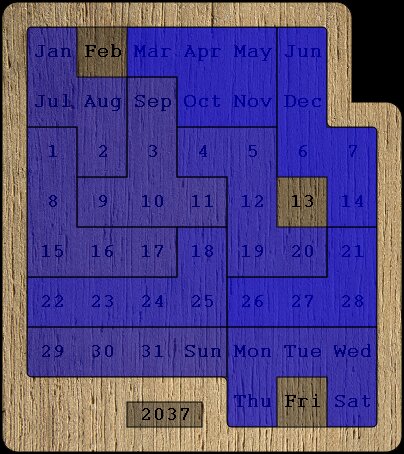 Jan Feb Mar Apr May Jun
Jul Aug Sep Oct Nov Dec
1 2 3 4 5 6 7
8 9 10 11 12 13 14
15 16 17 18 19 20 21
22 23 24 25 26 27 28
29 30 31 Sun Mon Tue Wed
Thu Fri Sat
2037